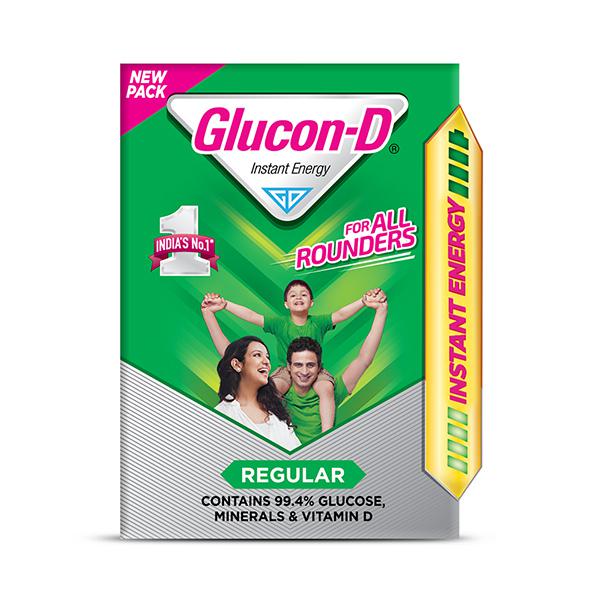 NEW
PACK
Glucon-D®
Instant Energy
GD
FOR ALL
ROUNDERS
1
INDIA'S No.1*
INSTANT ENERGY
REGULAR
CONTAINS 99.4% GLUCOSE,
MINERALS & VITAMIN D